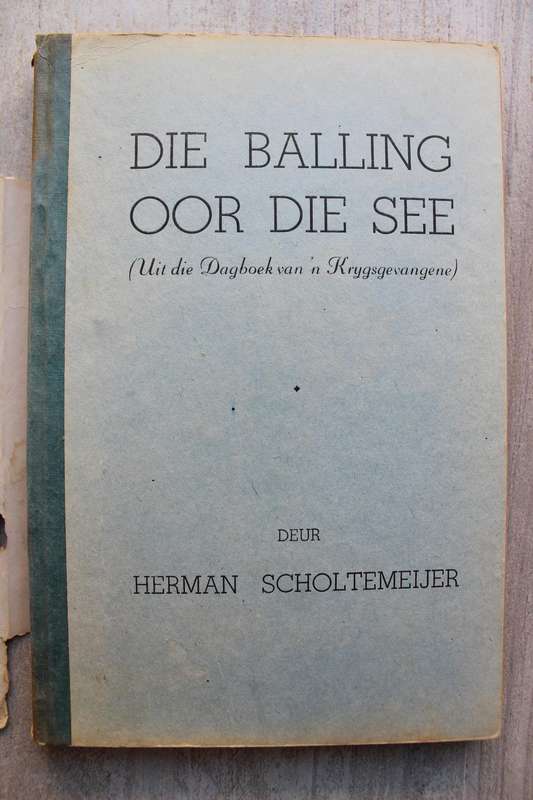 DIE BALLING
OOR DIE SEE
(Uit die Dagboek van 'n Krygsgevangene)
DEUR
HERMAN SCHOLTEMEIJER